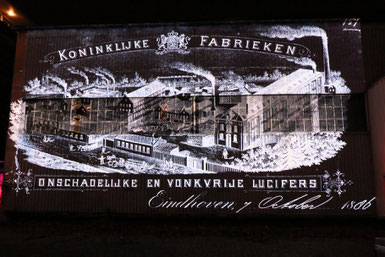 KONINKLIJKE FABRIEKEN
ONSCHADELIJKE EN VONKVRIJE LUCIFERS
Eindhoven, 7 October 1886